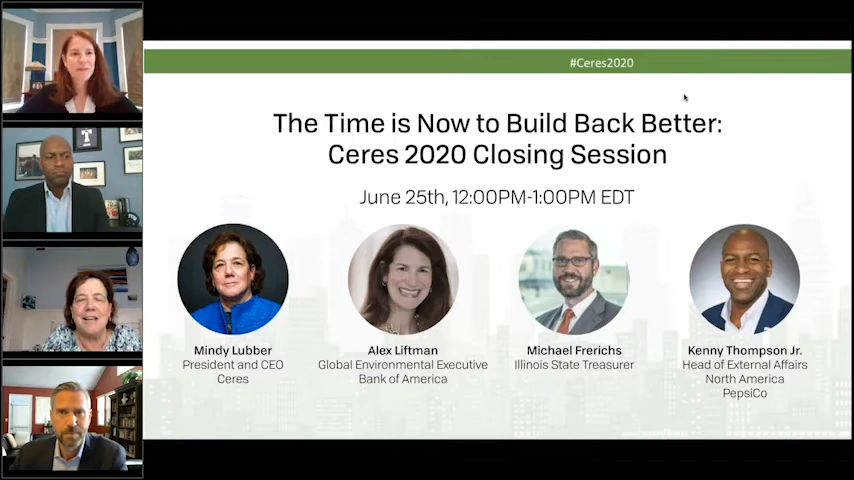 #Ceres2020
The Time is Now to Build Back Better:
Ceres 2020 Closing Session
June 25th, 12:00PM-1:00PM EDT
Mindy Lubber
President and CEO
Ceres
Alex Liftman
Global Environmental Executive
Bank of America
Michael Frerichs
Illinois State Treasurer
Kenny Thompson Jr.
Head of External Affairs
North America
PepsiCo